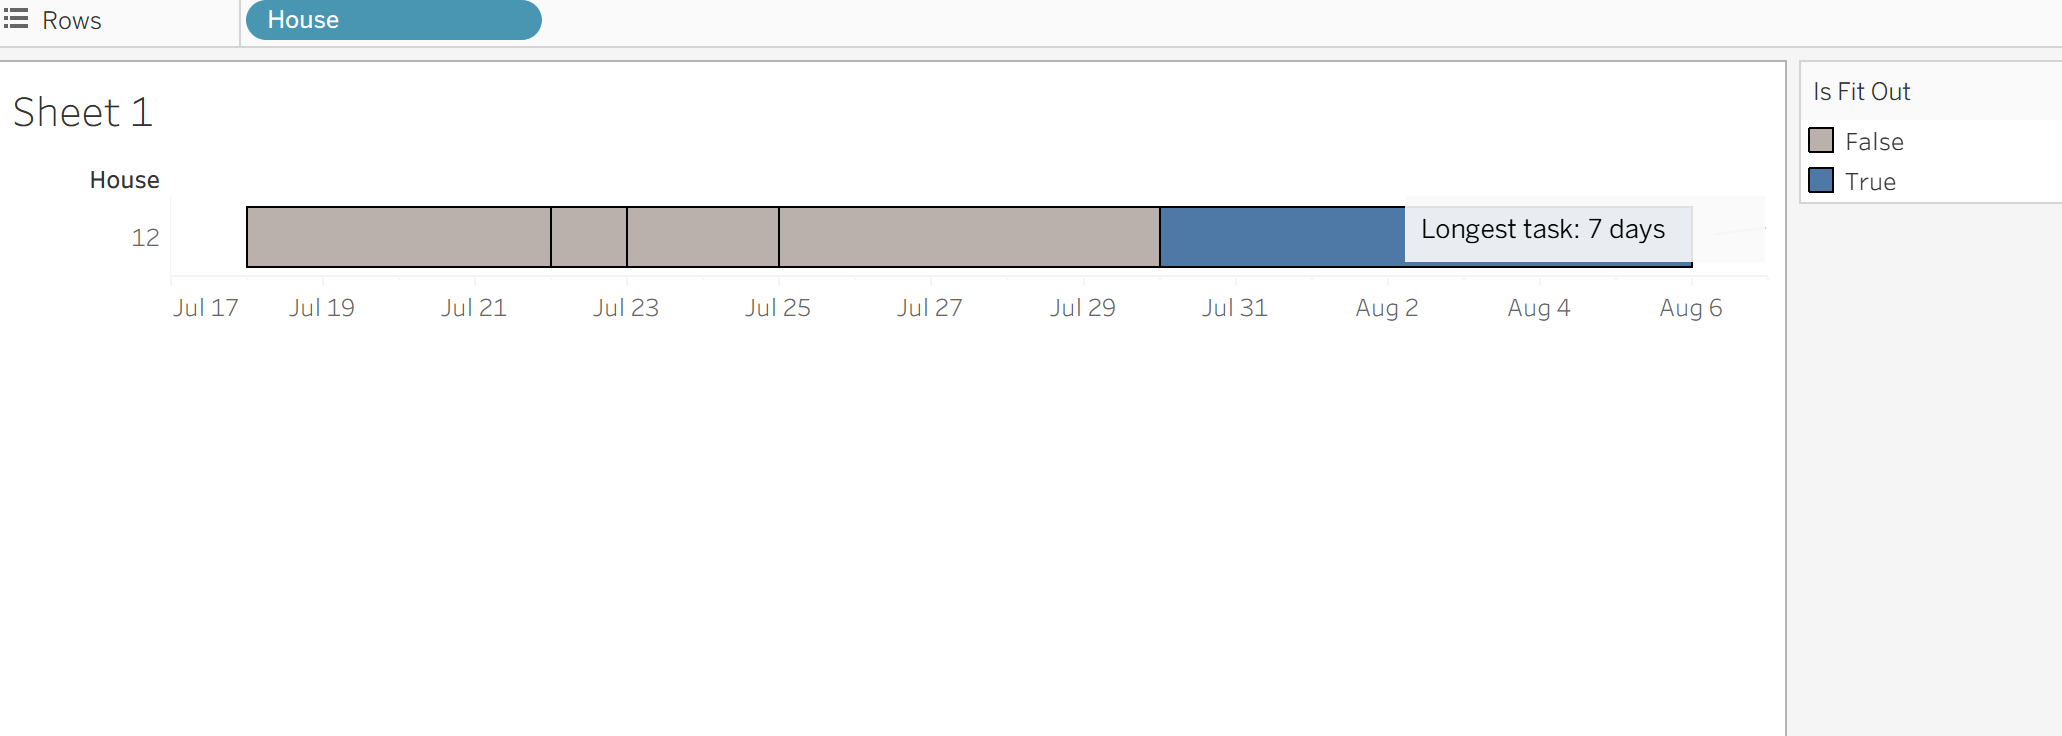 Rows
House
Sheet 1
Is Fit Out
False
True
House
12
Longest task: 7 days
Jul 17
Jul 19
Jul 21
Jul 23
Jul 25
Jul 27
Jul 29
Jul 31
Aug 2
Aug 4
Aug 6